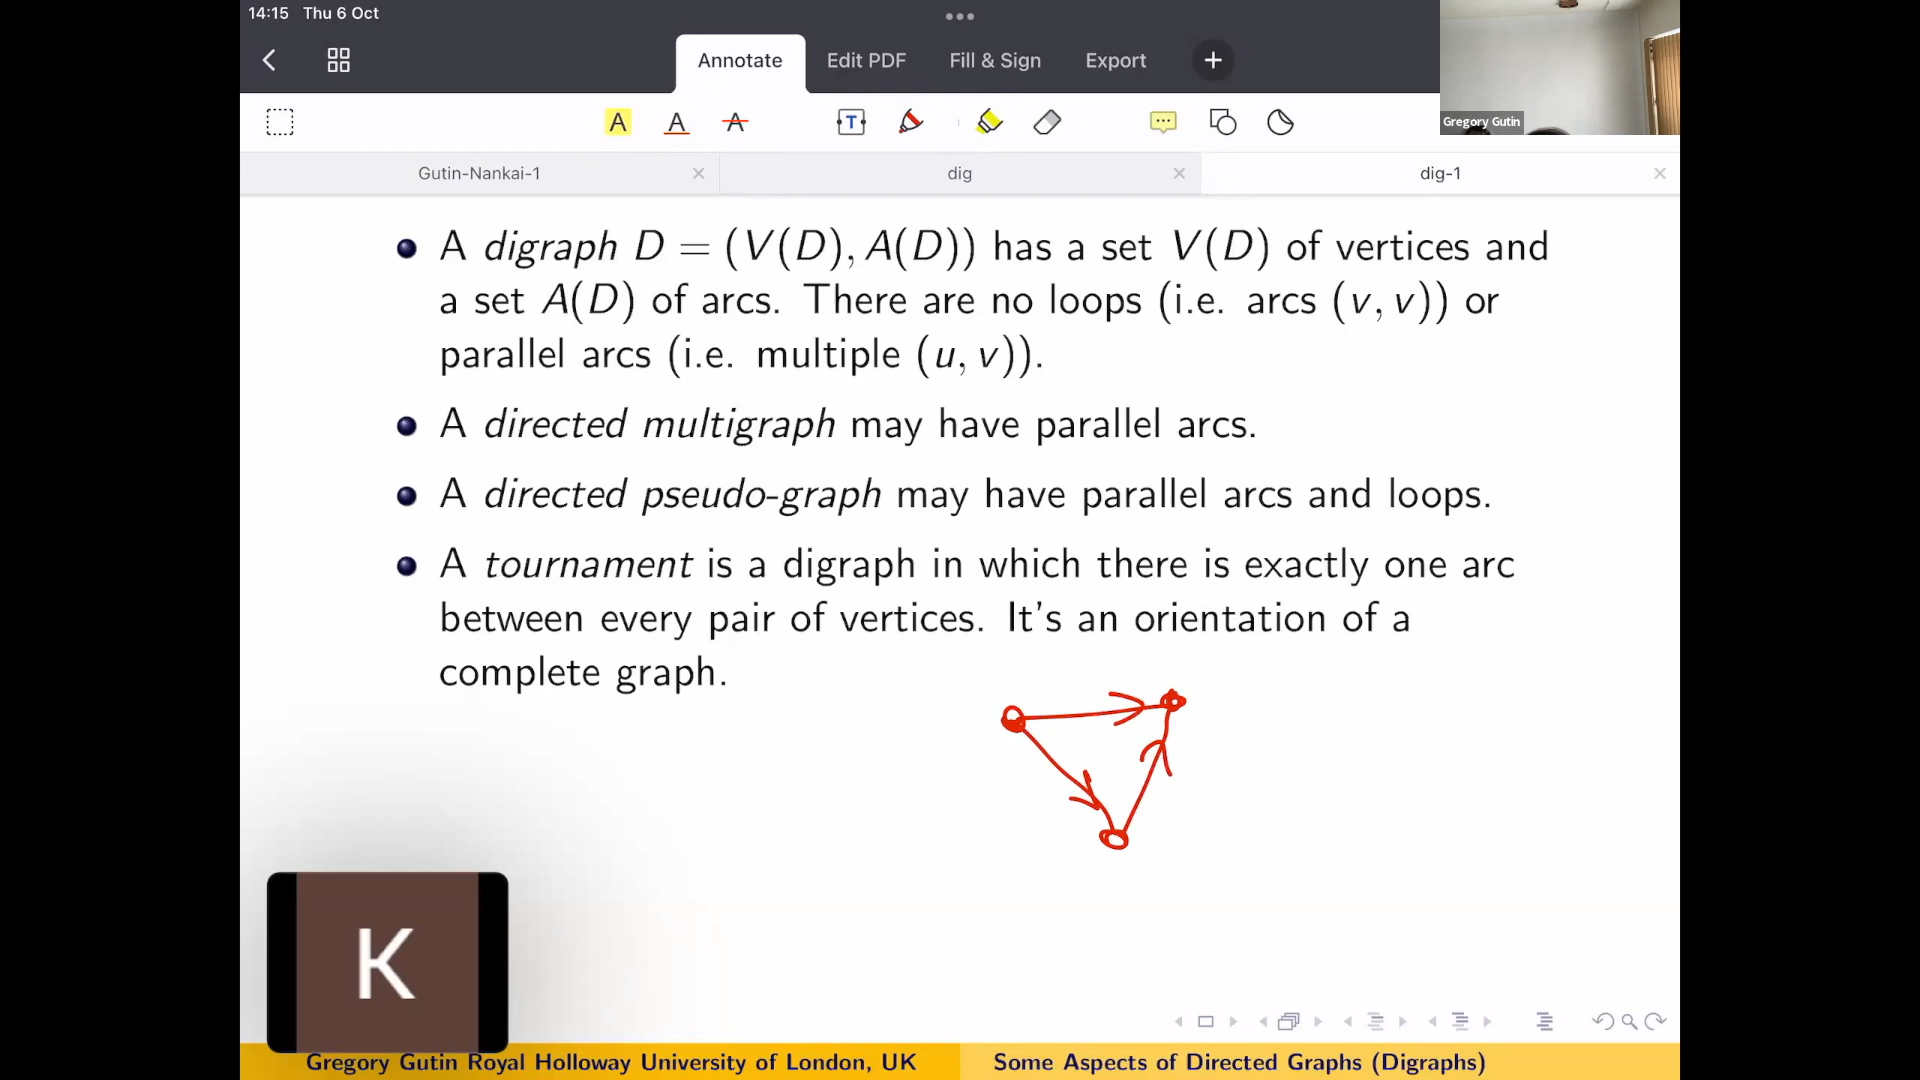 14:15 Thu 6 Oct
Annotate Edit PDF Fill & Sign Export
Gregory Gutin
Gutin-Nankai-1 dig dig-1
A digraph D = (V(D), A(D)) has a set V(D) of vertices and
a set A(D) of arcs. There are no loops (i.e. arcs (v, v)) or
parallel arcs (i.e. multiple (u, v)).
A directed multigraph may have parallel arcs.
A directed pseudo-graph may have parallel arcs and loops.
A tournament is a digraph in which there is exactly one arc
between every pair of vertices. It's an orientation of a
complete graph.
K
Gregory Gutin Royal Holloway University of London, UK Some Aspects of Directed Graphs (Digraphs)